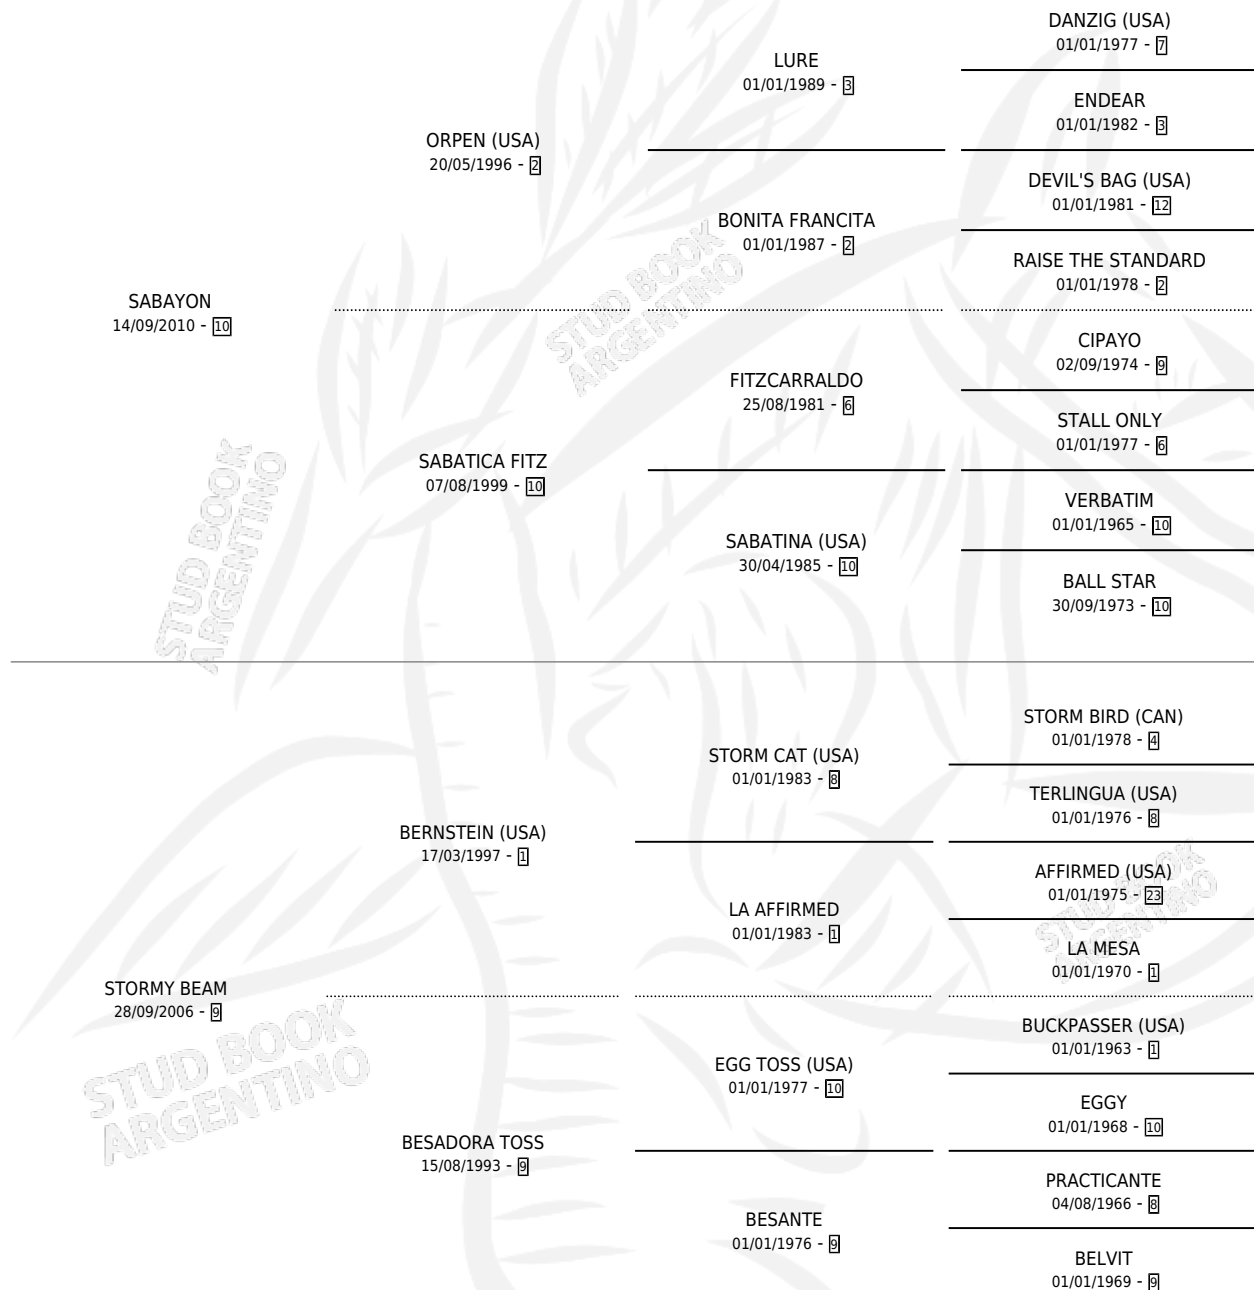 DANZIG (USA)
01/01/1977 - 7
LURE
01/01/1989 - 3
ENDEAR
01/01/1982 - 3
ORPEN (USA)
20/05/1996 - 2
DEVIL'S BAG (USA)
01/01/1981 - 12
BONITA FRANCITA
01/01/1987 - 2
RAISE THE STANDARD
01/01/1978 - 2
SABAYON
14/09/2010 - 10
CIPAYO
02/09/1974 - 9
FITZCARRALDO
25/08/1981 - 6
STALL ONLY
01/01/1977 - 6
SABATICA FITZ
07/08/1999 - 10
VERBATIM
01/01/1965 - 10
SABATINA (USA)
30/04/1985 - 10
BALL STAR
30/09/1973 - 10
STUD BOOK
ARGENTINO
STUD BOOK
ARGENTINO
STORM BIRD (CAN)
01/01/1978 - 4
STORM CAT (USA)
01/01/1983 - 8
TERLINGUA (USA)
01/01/1976 - 8
BERNSTEIN (USA)
17/03/1997 - 1
AFFIRMED (USA)
01/01/1975 - 23
LA AFFIRMED
01/01/1983 - 1
LA MESA
01/01/1970 - 1
STORMY BEAM
28/09/2006 - 9
BUCKPASSER (USA)
01/01/1963 - 1
EGG TOSS (USA)
01/01/1977 - 10
EGGY
01/01/1968 - 10
BESADORA TOSS
15/08/1993 - 9
PRACTICANTE
04/08/1966 - 8
BESANTE
01/01/1976 - 9
BELVIT
01/01/1969 - 9
STUD BOOK
ARGENTINO
STUD BOOK
ARGENTINO